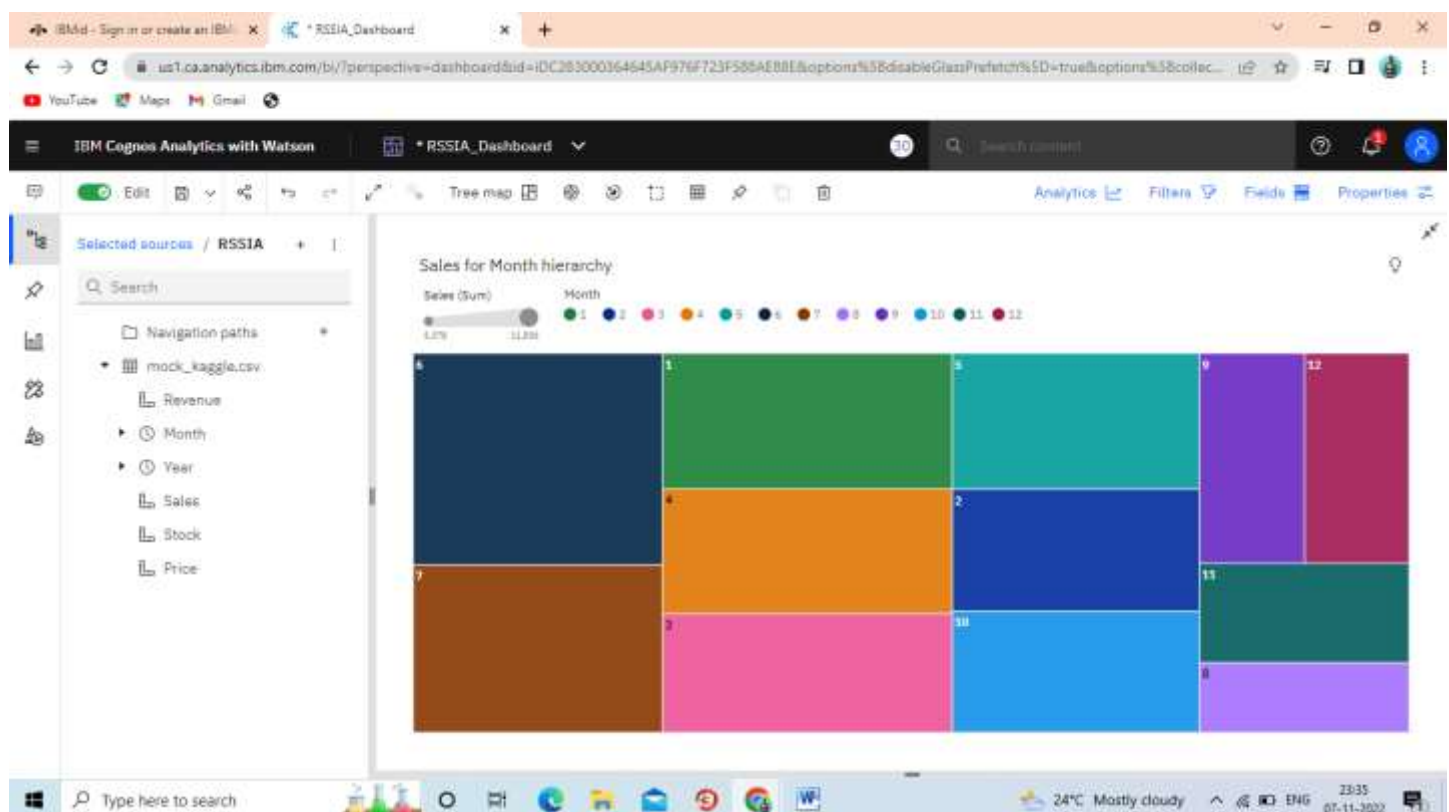 IBMid - Sign in or create an IBM
* RSSIA_Dashboard
YouTube Maps Gmail
IBM Cognos Analytics with Watson
* RSSIA_Dashboard
30
Search content
1
Edit
Tree map
Analytics
Filters
Fields
Properties
Selected sources / RSSIA
Search
Navigation paths
mock_kaggle.csv
Revenue
Month
Year
Sales
Stock
Price
Sales for Month hierarchy
Sales (Sum)
Month
1 2 3 4 5 6 7 8 9 10 11 12
6 1 5 9 12
4 2
7 11
3 10
8
Type here to search
24°C Mostly cloudy
ENG
23:35
07-11-2022